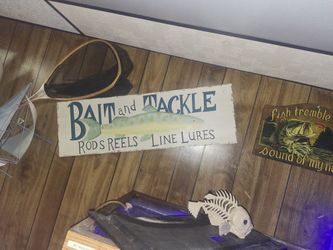 BAIT and TACKLE
RODS REELS LINE LURES
Fish tremble
Sound of my n